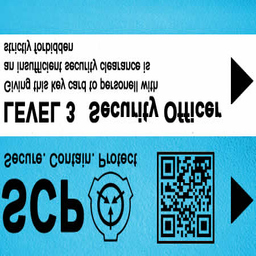 SCP
Secure. Contain. Protect
LEVEL 3 Security Officer
Giving this key card to personell with
an insufficient security clearance is
strictly forbidden